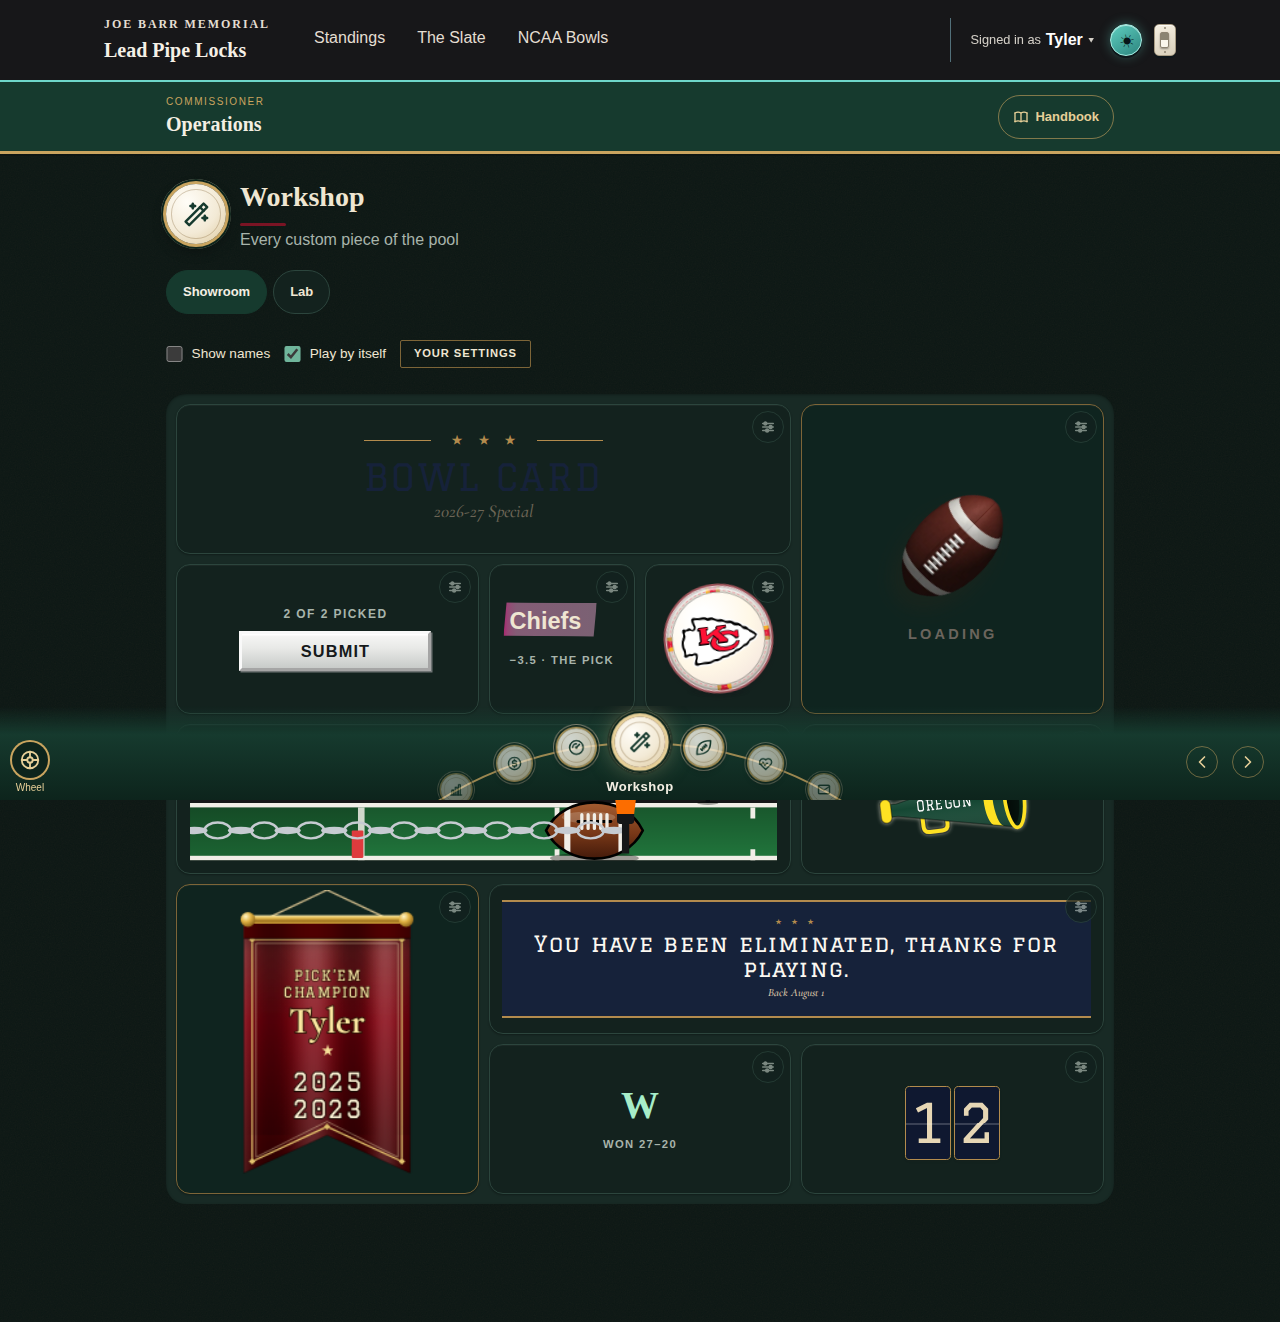 JOE BARR MEMORIAL
Lead Pipe Locks
Standings
The Slate
NCAA Bowls
Signed in as Tyler
COMMISSIONER
Operations
Handbook
Workshop
Every custom piece of the pool
Showroom
Lab
Show names
Play by itself
YOUR SETTINGS
BOWL CARD
2026-27 Special
LOADING
2 OF 2 PICKED
SUBMIT
Chiefs
−3.5 · THE PICK
KC
Wheel
Workshop
OREGON
PICK'EM
CHAMPION
Tyler
2025
2023
YOU HAVE BEEN ELIMINATED, THANKS FOR
PLAYING.
Back August 1
W
WON 27–20
12